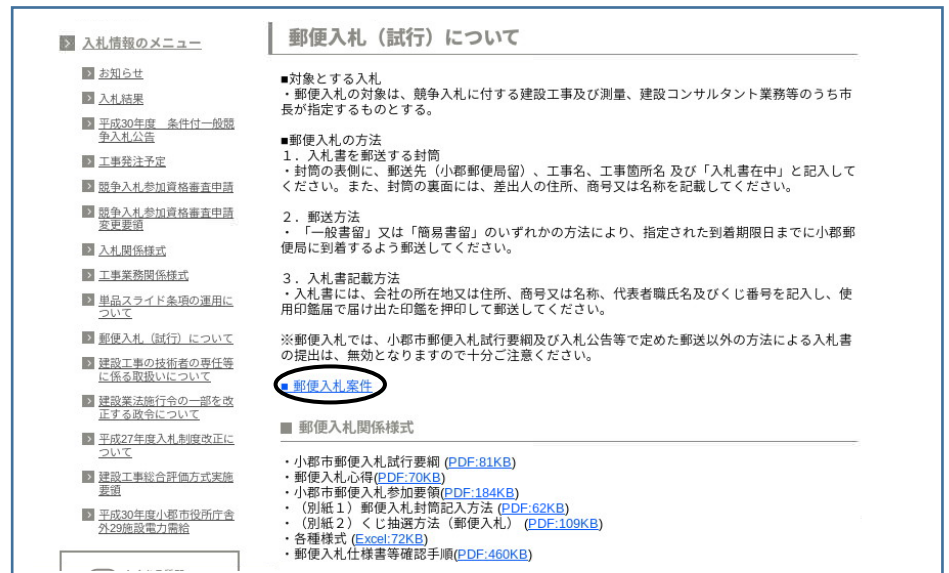 入札情報のメニュー
お知らせ
入札結果
平成30年度　条件付一般競
争入札公告
工事発注予定
競争入札参加資格審査申請
競争入札参加資格審査申請
変更要領
入札関係様式
工事業務関係様式
単品スライド条項の運用に
ついて
郵便入札（試行）について
建設工事の技術者の専任等
に係る取扱いについて
建設業法施行令の一部を改
正する政令について
平成27年度入札制度改正に
ついて
建設工事総合評価方式実施
要領
平成30年度小郡市役所庁舎
外29施設電力需給
郵便入札（試行）について
■対象とする入札
・郵便入札の対象は、競争入札に付する建設工事及び測量、建設コンサルタント業務等のうち市
長が指定するものとする。
■郵便入札の方法
１．入札書を郵送する封筒
・封筒の表側に、郵送先（小郡郵便局留）、工事名、工事箇所名 及び「入札書在中」と記入して
ください。また、封筒の裏面には、差出人の住所、商号又は名称を記載してください。
２．郵送方法
・「一般書留」又は「簡易書留」のいずれかの方法により、指定された到着期限日までに小郡郵
便局に到着するよう郵送してください。
３．入札書記載方法
・入札書には、会社の所在地又は住所、商号又は名称、代表者職氏名及びくじ番号を記入し、使
用印鑑届で届け出た印鑑を押印して郵送してください。
※郵便入札では、小郡市郵便入札試行要綱及び入札公告等で定めた郵送以外の方法による入札書
の提出は、無効となりますので十分ご注意ください。
■ 郵便入札案件
■ 郵便入札関係様式
・小郡市郵便入札試行要綱 (PDF:81KB)
・郵便入札心得(PDF:70KB)
・小郡市郵便入札参加要領(PDF:184KB)
・（別紙１）郵便入札封筒記入方法 (PDF:62KB)
・（別紙２）くじ抽選方法（郵便入札） (PDF:109KB)
・各種様式 (Excel:72KB)
・郵便入札仕様書等確認手順(PDF:460KB)